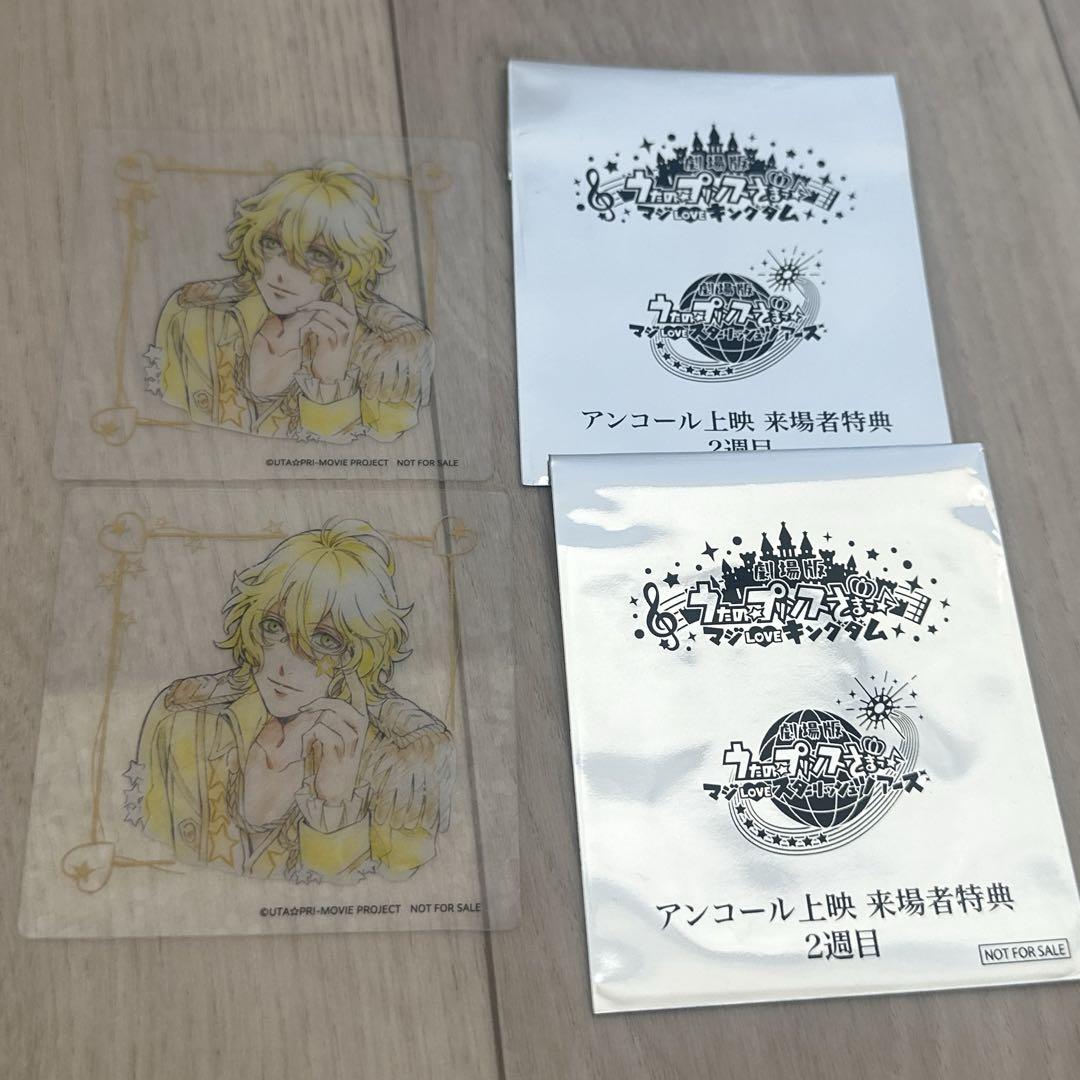 ©UTA☆PRI-MOVIE PROJECT NOT FOR SALE
©UTA☆PRI-MOVIE PROJECT NOT FOR SALE
劇場版
うたの☆プリンスさまっ♪
マジLOVEキングダム
劇場版
うたの☆プリンスさまっ♪
マジLOVEスターリッシュツアーズ
アンコール上映 来場者特典
2週目
劇場版
うたの☆プリンスさまっ♪
マジLOVEキングダム
劇場版
うたの☆プリンスさまっ♪
マジLOVEスターリッシュツアーズ
アンコール上映 来場者特典
2週目
NOT FOR SALE